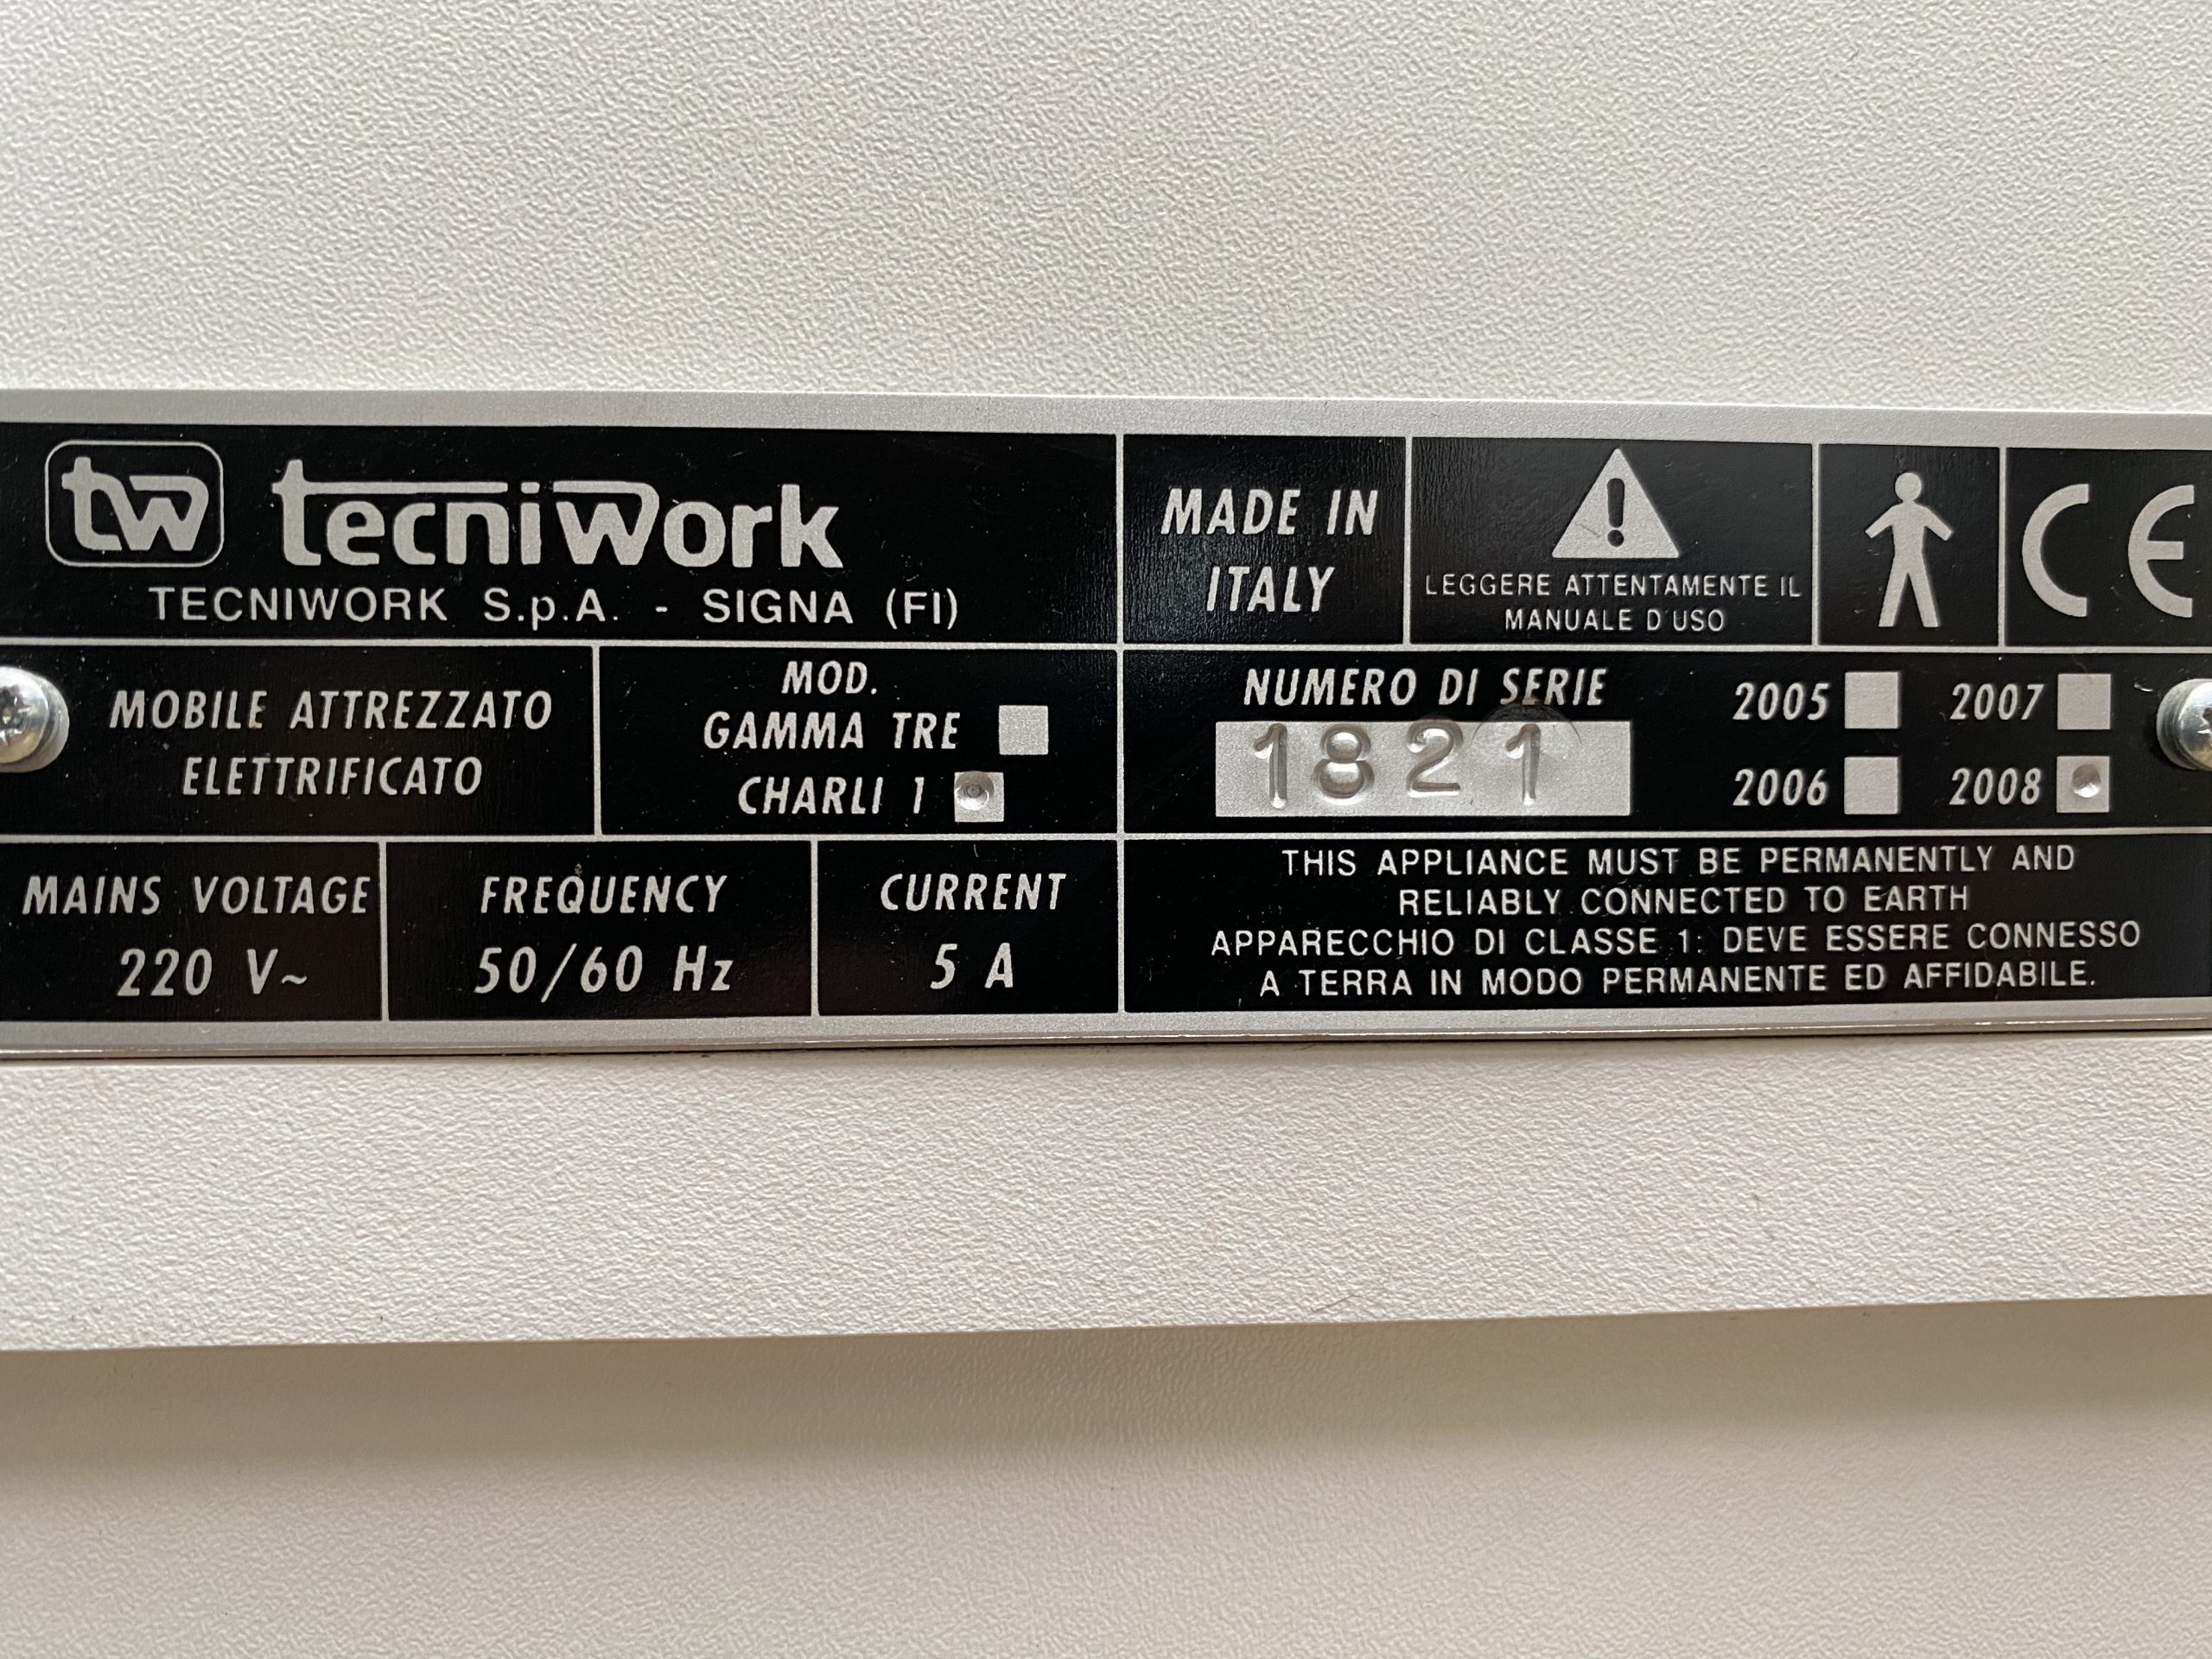 tw tecniwork
TECNIWORK S.p.A. - SIGNA (FI)
MADE IN
ITALY
LEGGERE ATTENTAMENTE IL
MANUALE D'USO
CE
MOBILE ATTREZZATO
ELETTRIFICATO
MOD.
GAMMA TRE
CHARLI 1
NUMERO DI SERIE
1821
2005 2007
2006 2008
MAINS VOLTAGE
220 V~
FREQUENCY
50/60 Hz
CURRENT
5 A
THIS APPLIANCE MUST BE PERMANENTLY AND
RELIABLY CONNECTED TO EARTH
APPARECCHIO DI CLASSE 1: DEVE ESSERE CONNESSO
A TERRA IN MODO PERMANENTE ED AFFIDABILE.